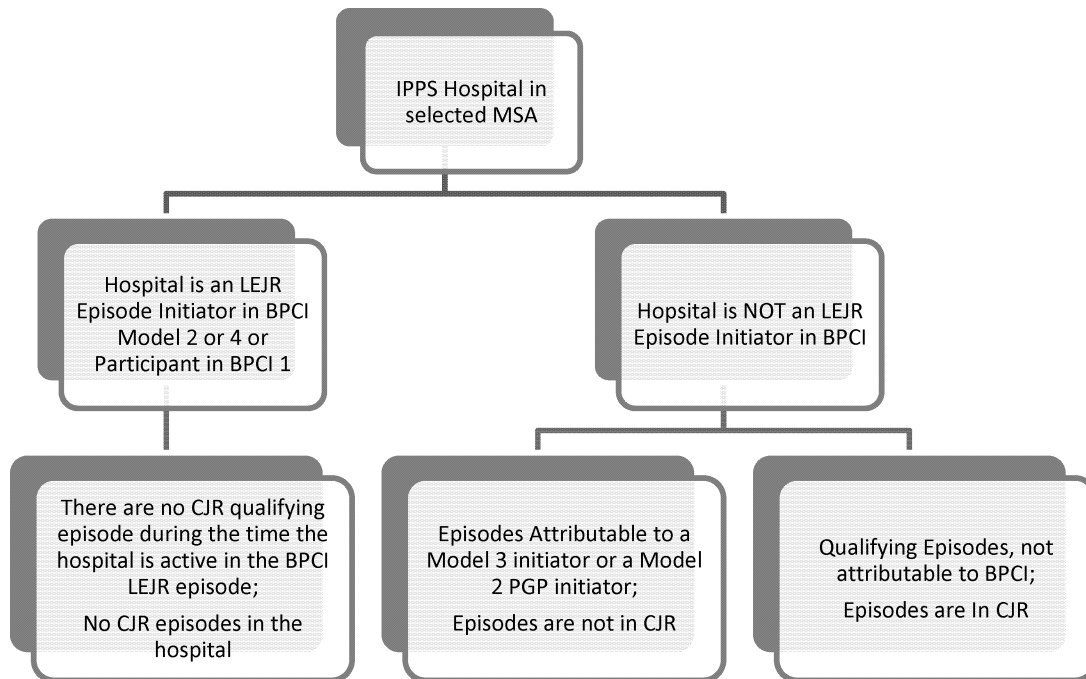 IPPS Hospital in
selected MSA
Hospital is an LEJR
Episode Initiator in BPCI
Model 2 or 4 or
Participant in BPCI 1
Hopsital is NOT an LEJR
Episode Initiator in BPCI
There are no CJR qualifying
episode during the time the
hospital is active in the BPCI
LEJR episode;
No CJR episodes in the
hospital
Episodes Attributable to a
Model 3 initiator or a Model
2 PGP initiator;
Episodes are not in CJR
Qualifying Episodes, not
attributable to BPCI;
Episodes are In CJR